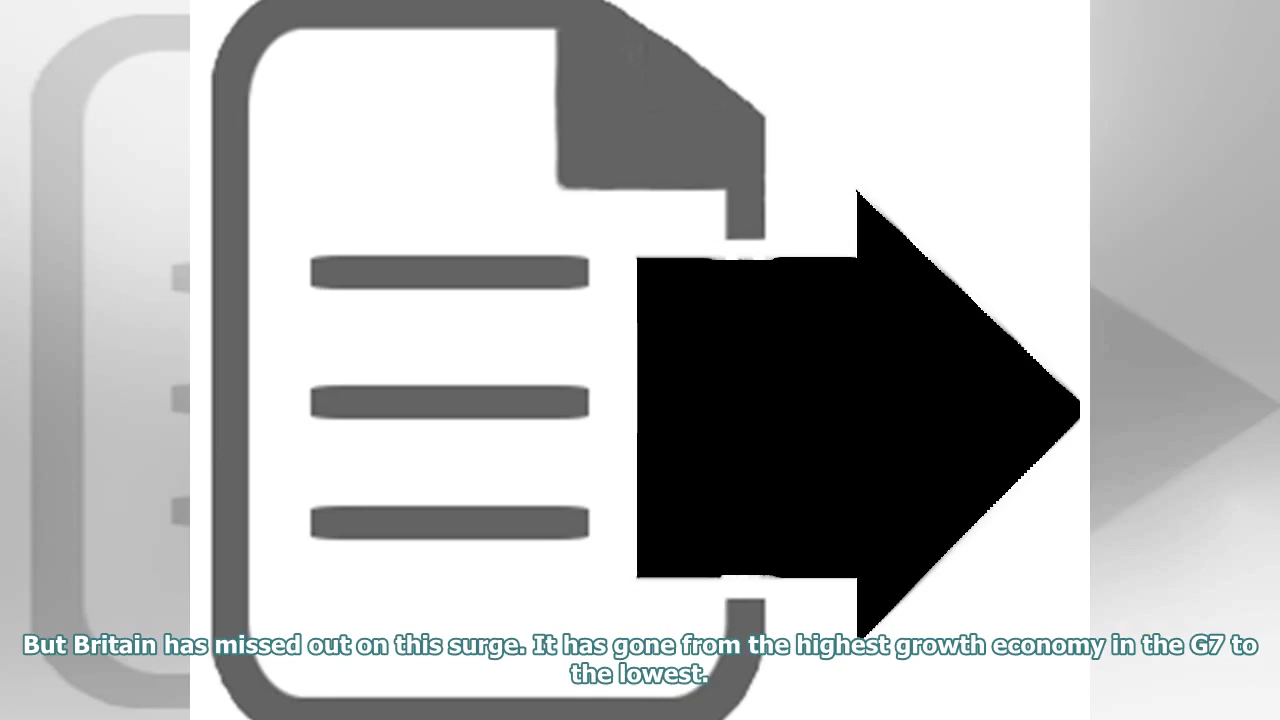 But Britain has missed out on this surge. It has gone from the highest growth economy in the G7 to
the lowest.